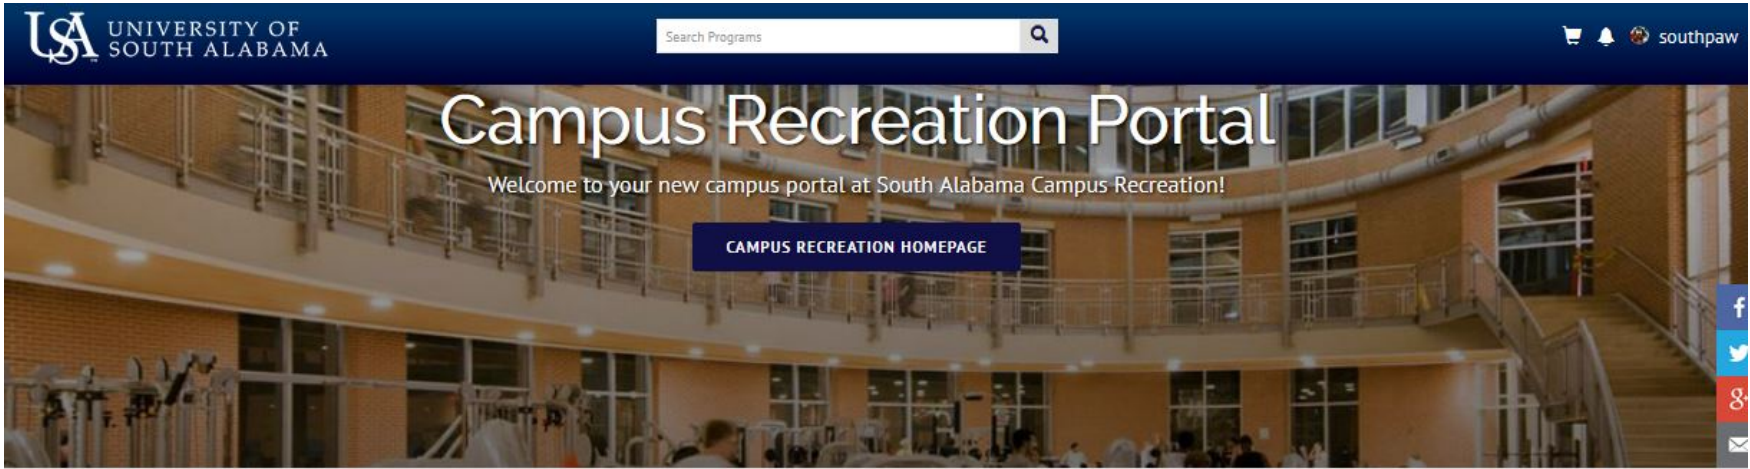 USA
UNIVERSITY OF
SOUTH ALABAMA
Search Programs
southpaw
Campus Recreation Portal
Welcome to your new campus portal at South Alabama Campus Recreation!
CAMPUS RECREATION HOMEPAGE